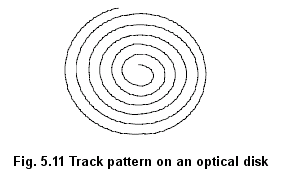 Fig. 5.11 Track pattern on an optical disk